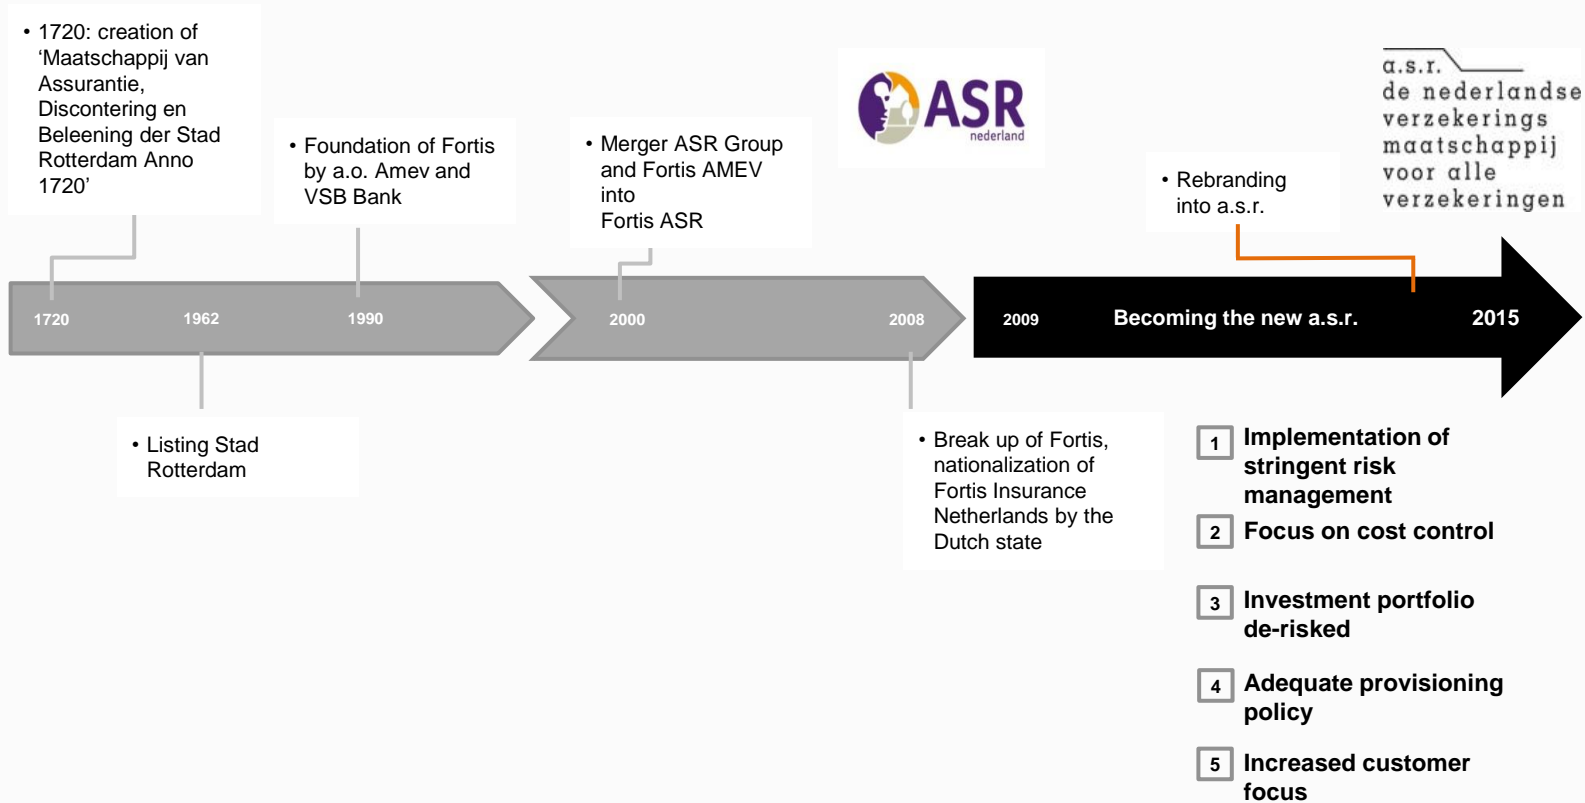 • 1720: creation of
‘Maatschappij van
Assurantie,
Discontering en
Beleening der Stad
Rotterdam Anno
1720’
• Foundation of Fortis
by a.o. Amev and
VSB Bank
• Merger ASR Group
and Fortis AMEV
into
Fortis ASR
ASR
nederland
• Rebranding
into a.s.r.
a.s.r.
de nederlandse
verzekerings
maatschappij
voor alle
verzekeringen
1720
1962
1990
2000
2008
2009
Becoming the new a.s.r.
2015
• Listing Stad
Rotterdam
• Break up of Fortis,
nationalization of
Fortis Insurance
Netherlands by the
Dutch state
1 Implementation of
stringent risk
management
2 Focus on cost control
3 Investment portfolio
de-risked
4 Adequate provisioning
policy
5 Increased customer
focus